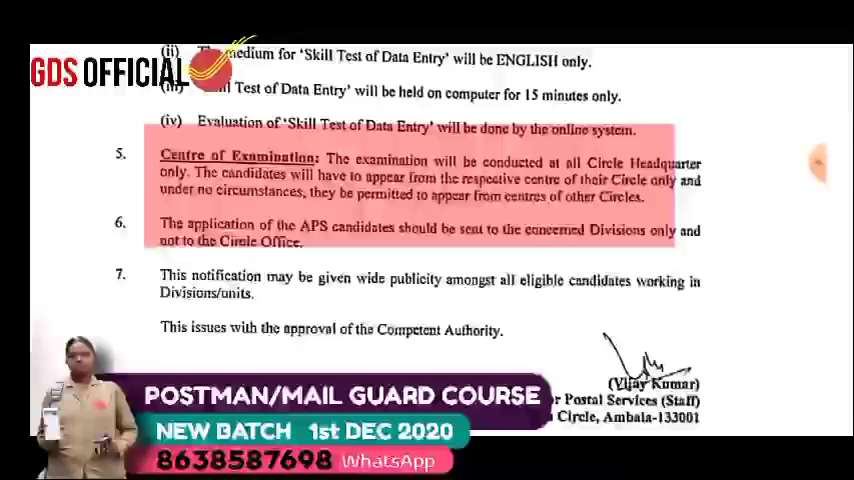 (ii) The medium for 'Skill Test of Data Entry' will be ENGLISH only.
GDS OFFICIAL
(iii) Skill Test of Data Entry' will be held on computer for 15 minutes only.
(iv) Evaluation of 'Skill Test of Data Entry' will be done by the online system.
5. Centre of Examination: The examination will be conducted at all Circle Headquarter
only. The candidates will have to appear from the respective centre of their Circle only and
under no circumstances, they be permitted to appear from centres of other Circles.
6. The application of the APS candidates should be sent to the concerned Divisions only and
not to the Circle Office.
7. This notification may be given wide publicity amongst all eligible candidates working in
Divisions/units.
This issues with the approval of the Competent Authority.
(Vijay Kumar)
or Postal Services (Staff)
Circle, Ambala-133001
POSTMAN/MAIL GUARD COURSE
NEW BATCH 1st DEC 2020
8638587698 WhatsApp